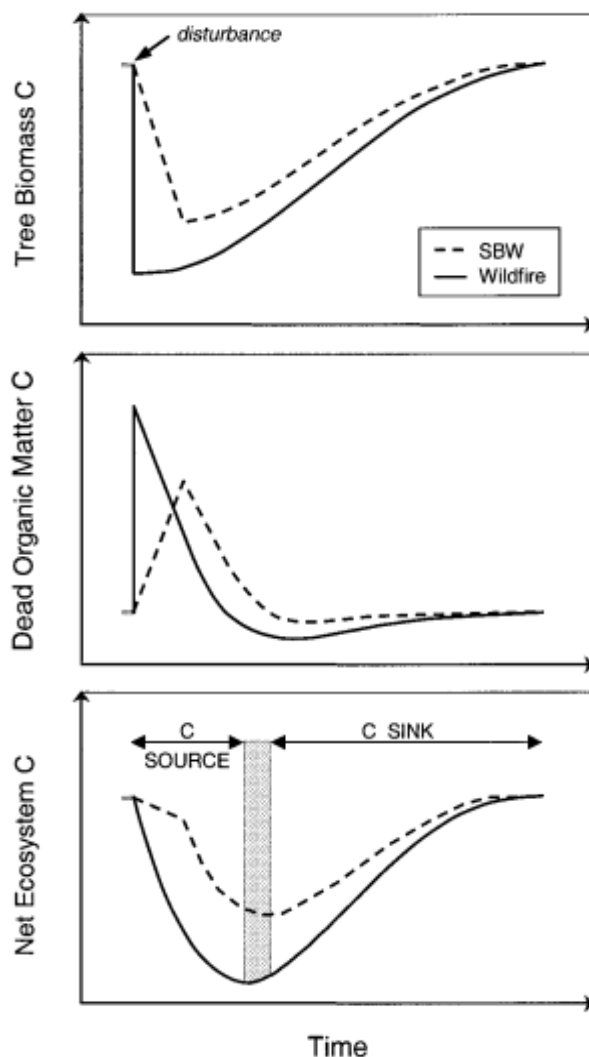 disturbance
Tree Biomass C
SBW
Wildfire
Dead Organic Matter C
C
SOURCE
C SINK
Net Ecosystem C
Time